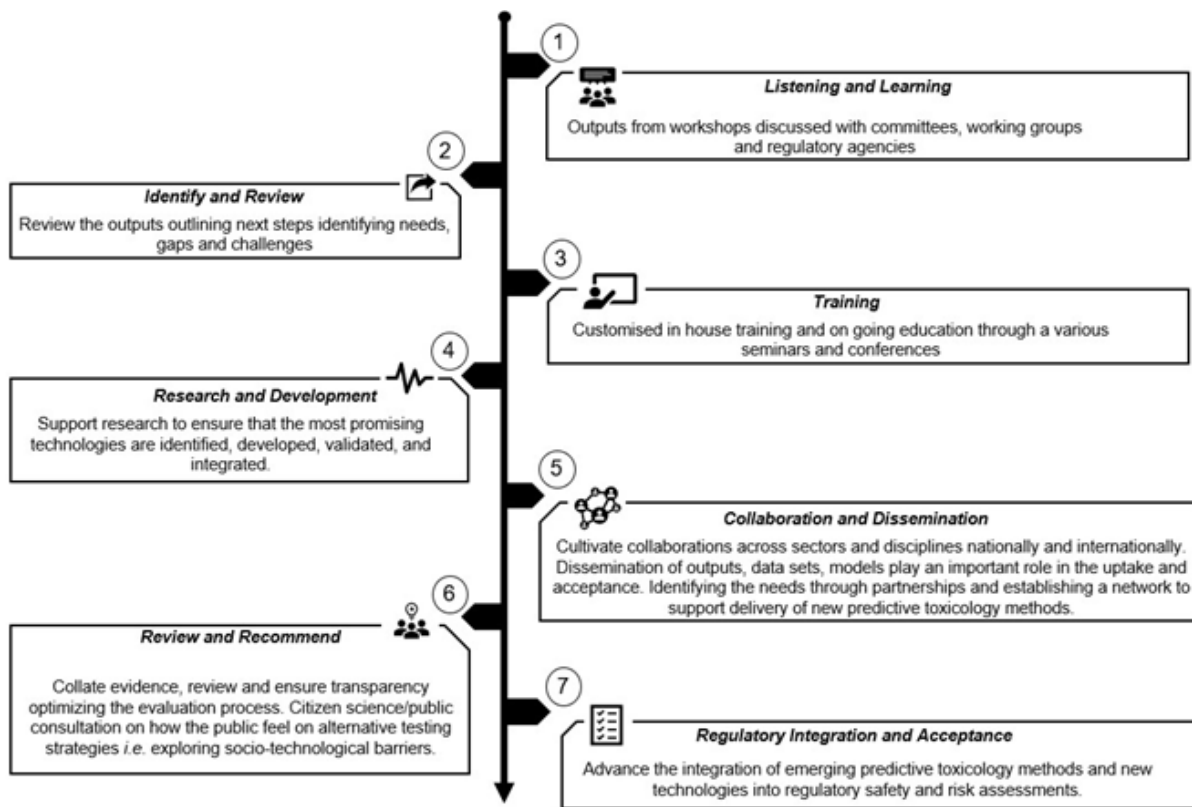 1
Listening and Learning
Outputs from workshops discussed with committees, working groups
and regulatory agencies
2
Identify and Review
Review the outputs outlining next steps identifying needs,
gaps and challenges
3
Training
Customised in house training and on going education through a various
seminars and conferences
4
Research and Development
Support research to ensure that the most promising
technologies are identified, developed, validated, and
integrated.
5
Collaboration and Dissemination
Cultivate collaborations across sectors and disciplines nationally and internationally.
Dissemination of outputs, data sets, models play an important role in the uptake and
acceptance. Identifying the needs through partnerships and establishing a network to
support delivery of new predictive toxicology methods.
6
Review and Recommend
Collate evidence, review and ensure transparency
optimizing the evaluation process. Citizen science/public
consultation on how the public feel on alternative testing
strategies i.e. exploring socio-technological barriers.
7
Regulatory Integration and Acceptance
Advance the integration of emerging predictive toxicology methods and new
technologies into regulatory safety and risk assessments.